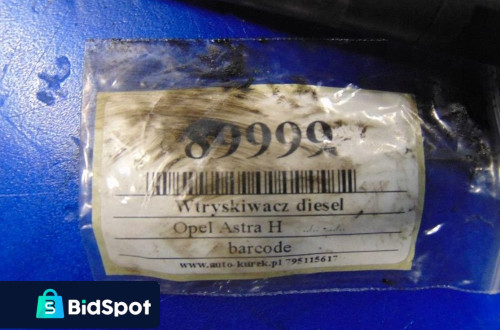 89999
Wtryskiwacz diesel
Opel Astra H
barcode
www.auto-kurek.pl 795115617
BidSpot